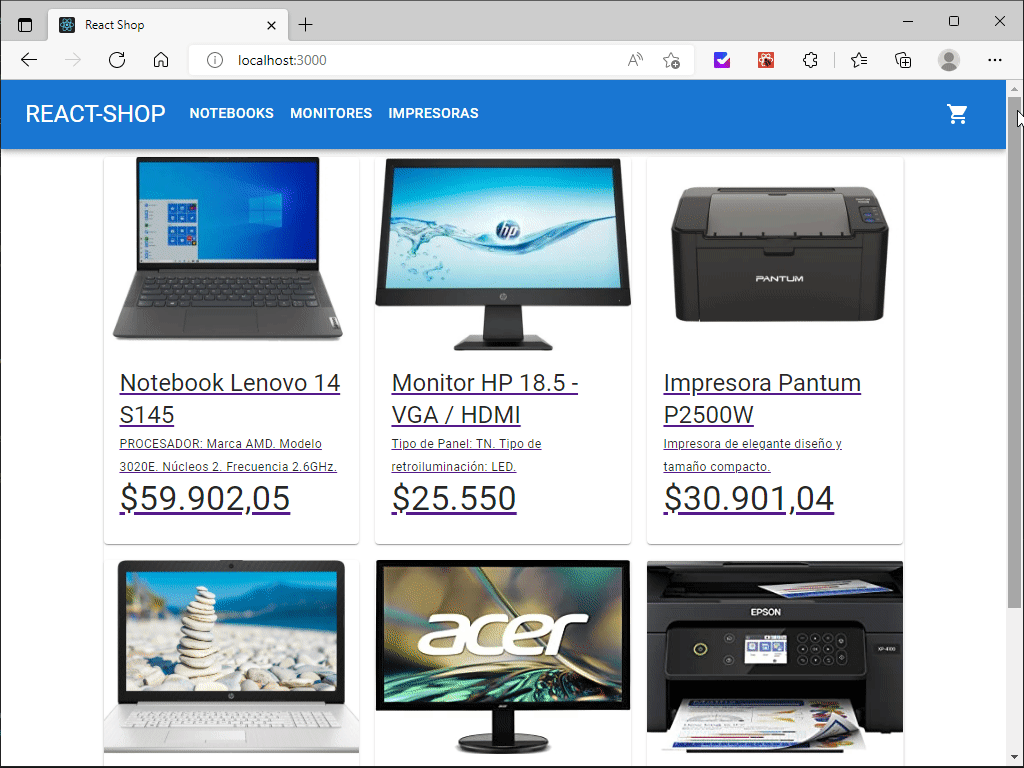 React Shop
localhost:3000
REACT-SHOP NOTEBOOKS MONITORES IMPRESORAS
hp
PANTUM
Notebook Lenovo 14
S145
PROCESADOR: Marca AMD. Modelo
3020E. Núcleos 2. Frecuencia 2.6GHz.
$59.902,05
Monitor HP 18.5 -
VGA / HDMI
Tipo de Panel: TN. Tipo de
retroiluminación: LED.
$25.550
Impresora Pantum
P2500W
Impresora de elegante diseño y
tamaño compacto.
$30.901,04
acer
EPSON
XP-4100